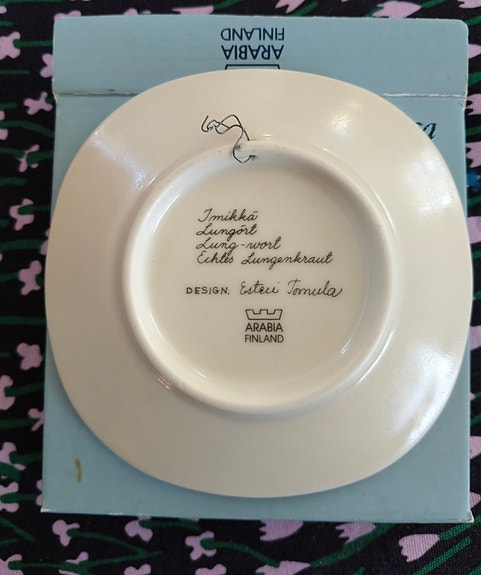 ARABIA
FINLAND
Imikkä
Lungört
Lung-wort
Echtes Lungenkraut
DESIGN. Esteri Tomula
ARABIA
FINLAND